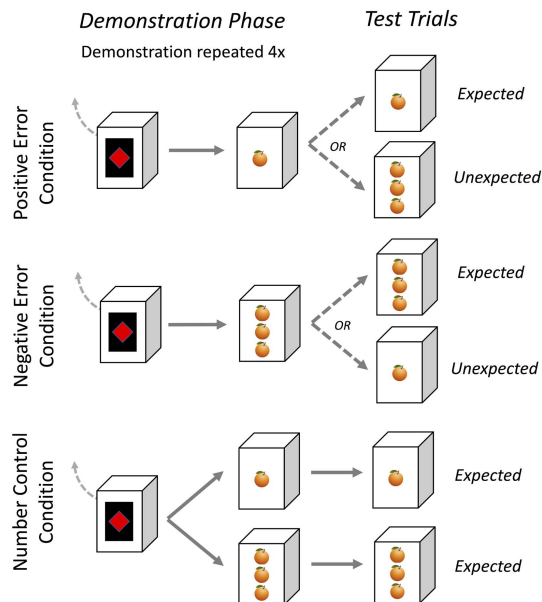 Demonstration Phase
Test Trials
Demonstration repeated 4x
Positive Error
Condition
OR
Expected
Unexpected
Negative Error
Condition
OR
Expected
Unexpected
Number Control
Condition
Expected
Expected